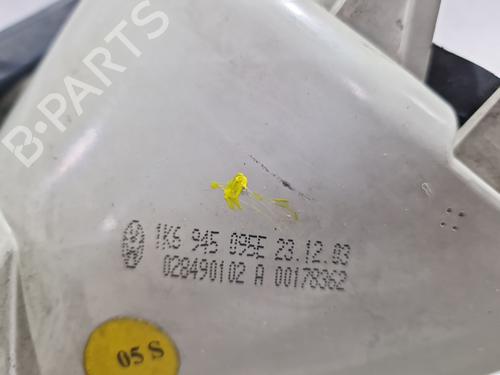 B-PARTS
1K6 945 095E 23.12.03
028490102 A 00178362
05 S